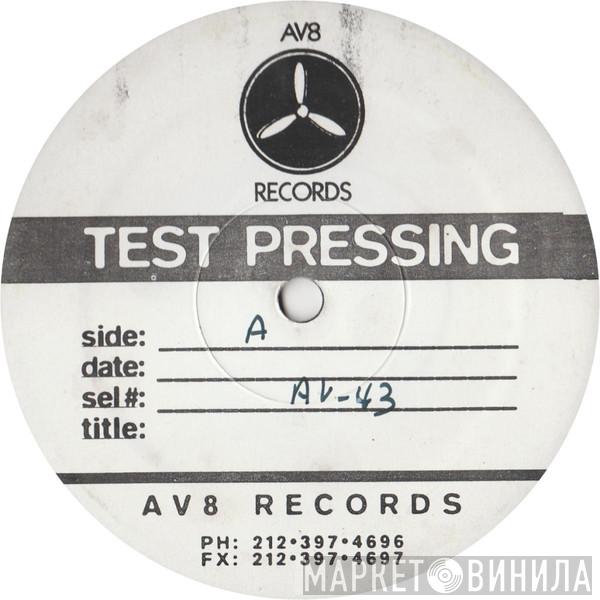 AV8
RECORDS
TEST PRESSING
side: A
date:
sel#: AV-43
title:
AV8 RECORDS
PH: 212•397•4696
FX: 212•397•4697
МАРКЕТ ВИНИЛА